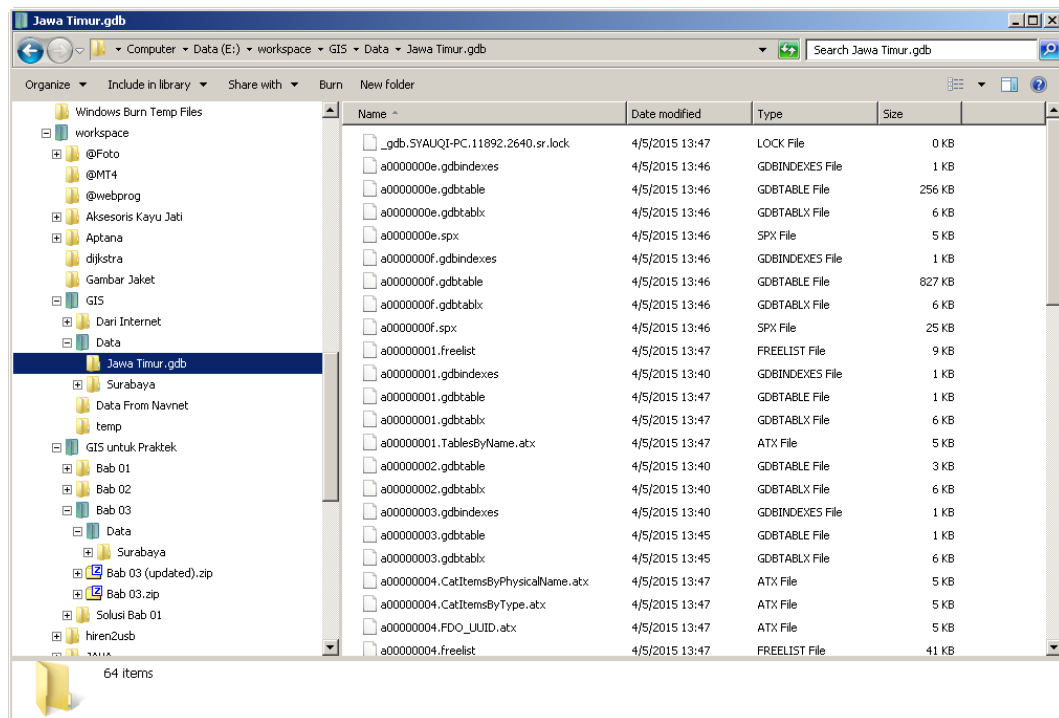 Jawa Timur.gdb
Computer Data (E:) workspace GIS Data Jawa Timur.gdb Search Jawa Timur.gdb
Organize Include in library Share with Burn New folder
Windows Burn Temp Files
workspace
@Foto
@MT4
@webprog
Aksesoris Kayu Jati
Aptana
dijkstra
Gambar Jaket
GIS
Dari Internet
Data
Jawa Timur.gdb
Surabaya
Data From Navnet
temp
GIS untuk Praktek
Bab 01
Bab 02
Bab 03
Data
Surabaya
Bab 03 (updated).zip
Bab 03.zip
Solusi Bab 01
hiren2usb
Name Date modified Type Size
_gdb.SYAUQI-PC.11892.2640.sr.lock 4/5/2015 13:47 LOCK File 0 KB
a0000000e.gdbindexes 4/5/2015 13:46 GDBINDEXES File 1 KB
a0000000e.gdbtable 4/5/2015 13:46 GDBTABLE File 256 KB
a0000000e.gdbtablx 4/5/2015 13:46 GDBTABLX File 6 KB
a0000000e.spx 4/5/2015 13:46 SPX File 5 KB
a0000000f.gdbindexes 4/5/2015 13:46 GDBINDEXES File 1 KB
a0000000f.gdbtable 4/5/2015 13:46 GDBTABLE File 827 KB
a0000000f.gdbtablx 4/5/2015 13:46 GDBTABLX File 6 KB
a0000000f.spx 4/5/2015 13:46 SPX File 25 KB
a00000001.freelist 4/5/2015 13:47 FREELIST File 9 KB
a00000001.gdbindexes 4/5/2015 13:40 GDBINDEXES File 1 KB
a00000001.gdbtable 4/5/2015 13:47 GDBTABLE File 1 KB
a00000001.gdbtablx 4/5/2015 13:47 GDBTABLX File 6 KB
a00000001.TablesByName.atx 4/5/2015 13:47 ATX File 5 KB
a00000002.gdbtable 4/5/2015 13:40 GDBTABLE File 3 KB
a00000002.gdbtablx 4/5/2015 13:40 GDBTABLX File 6 KB
a00000003.gdbindexes 4/5/2015 13:40 GDBINDEXES File 1 KB
a00000003.gdbtable 4/5/2015 13:45 GDBTABLE File 1 KB
a00000003.gdbtablx 4/5/2015 13:45 GDBTABLX File 6 KB
a00000004.CatItemsByPhysicalName.atx 4/5/2015 13:47 ATX File 5 KB
a00000004.CatItemsByType.atx 4/5/2015 13:47 ATX File 5 KB
a00000004.FDO_UUID.atx 4/5/2015 13:47 ATX File 5 KB
a00000004.freelist 4/5/2015 13:47 FREELIST File 41 KB
64 items